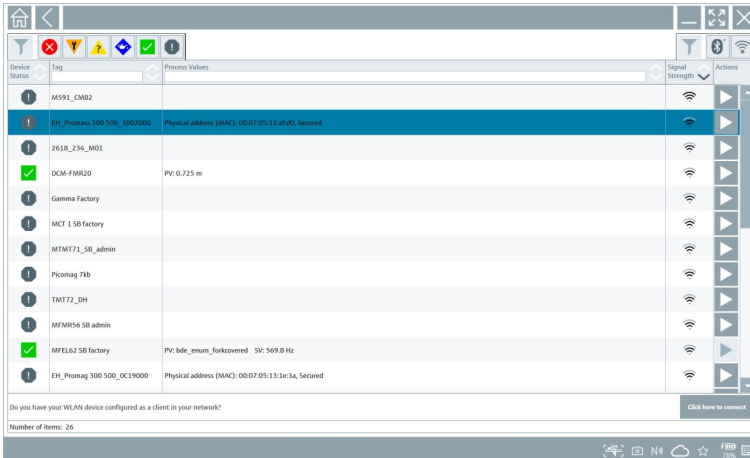 Device Status
Tag
Process Values
Signal Strength
Actions
M591_CM82
EH_Promass 300 500_1002000 Physical address (MAC): 00:07:05:11:af:d0, Secured
2618_234_M01
DCM-FMR20 PV: 0.725 m
Gamma Factory
MCT 1 SB factory
MTMT71_SB_admin
Picomag 7kb
TMT72_DH
MFMR56 SB admin
MFEL62 SB factory PV: bde_enum_forkcovered SV: 569.8 Hz
EH_Promag 300 500_0C19000 Physical address (MAC): 00:07:05:13:1e:3a, Secured
Do you have your WLAN device configured as a client in your network?
Click here to connect
Number of items: 26
78%